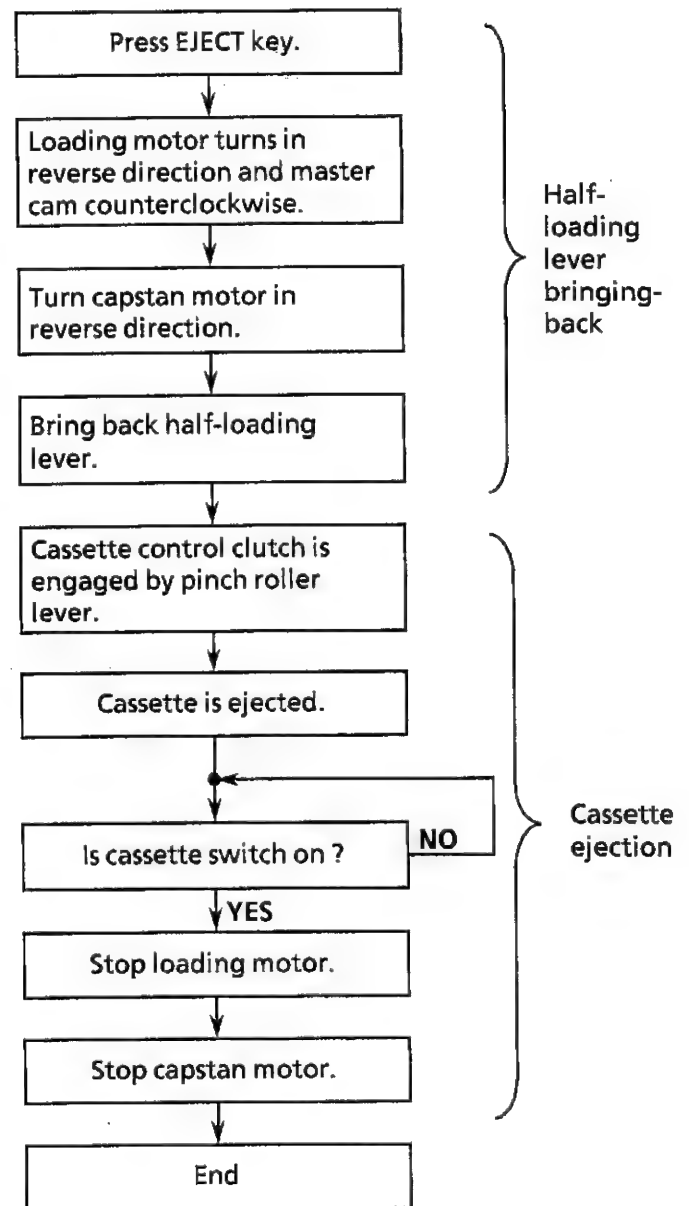 Press EJECT key.
Loading motor turns in
reverse direction and master
cam counterclockwise.
Turn capstan motor in
reverse direction.
Bring back half-loading
lever.
Half-
loading
lever
bringing-
back
Cassette control clutch is
engaged by pinch roller
lever.
Cassette is ejected.
Is cassette switch on ?
NO
YES
Stop loading motor.
Stop capstan motor.
Cassette
ejection
End